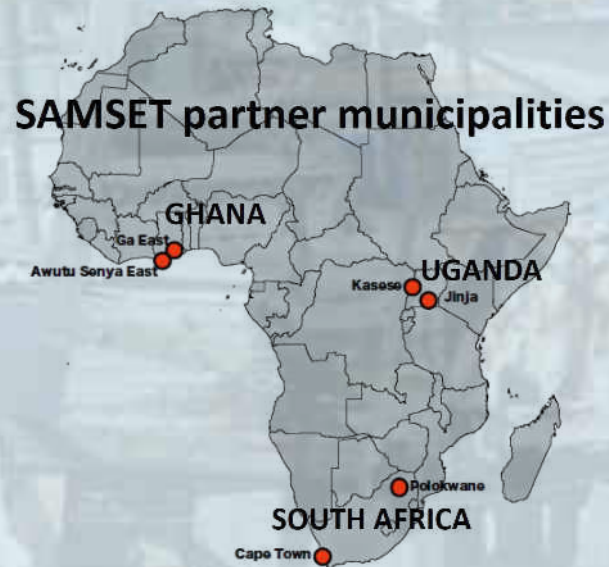 SAMSET partner municipalities
GHANA
Ga East
Awutu Senya East
UGANDA
Kasese
Jinja
Polokwane
SOUTH AFRICA
Cape Town